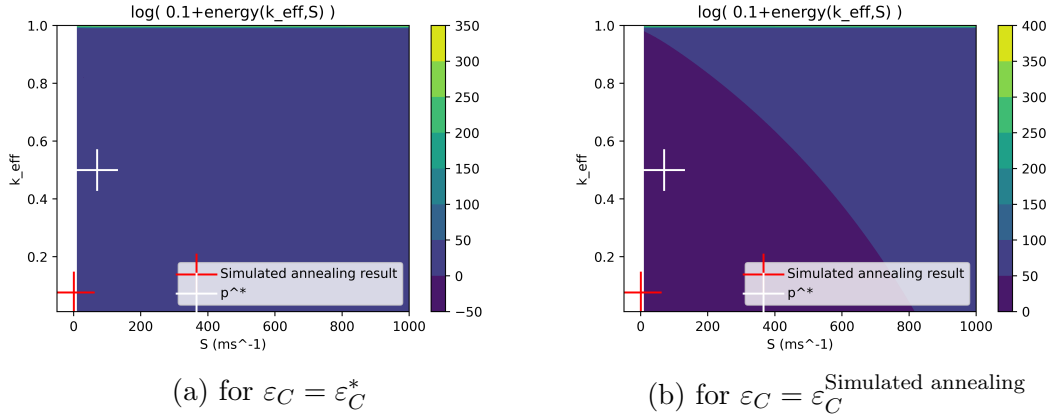 log( 0.1+energy(k_eff,S) )
1.0
0.8
0.6
0.4
0.2
k_eff
0 200 400 600 800 1000
S (ms^-1)
Simulated annealing result
p^*
350
300
250
200
150
100
50
0
−50
(a) for εC = ε*C
log( 0.1+energy(k_eff,S) )
1.0
0.8
0.6
0.4
0.2
k_eff
0 200 400 600 800 1000
S (ms^-1)
Simulated annealing result
p^*
400
350
300
250
200
150
100
50
0
(b) for εC = εC Simulated annealing